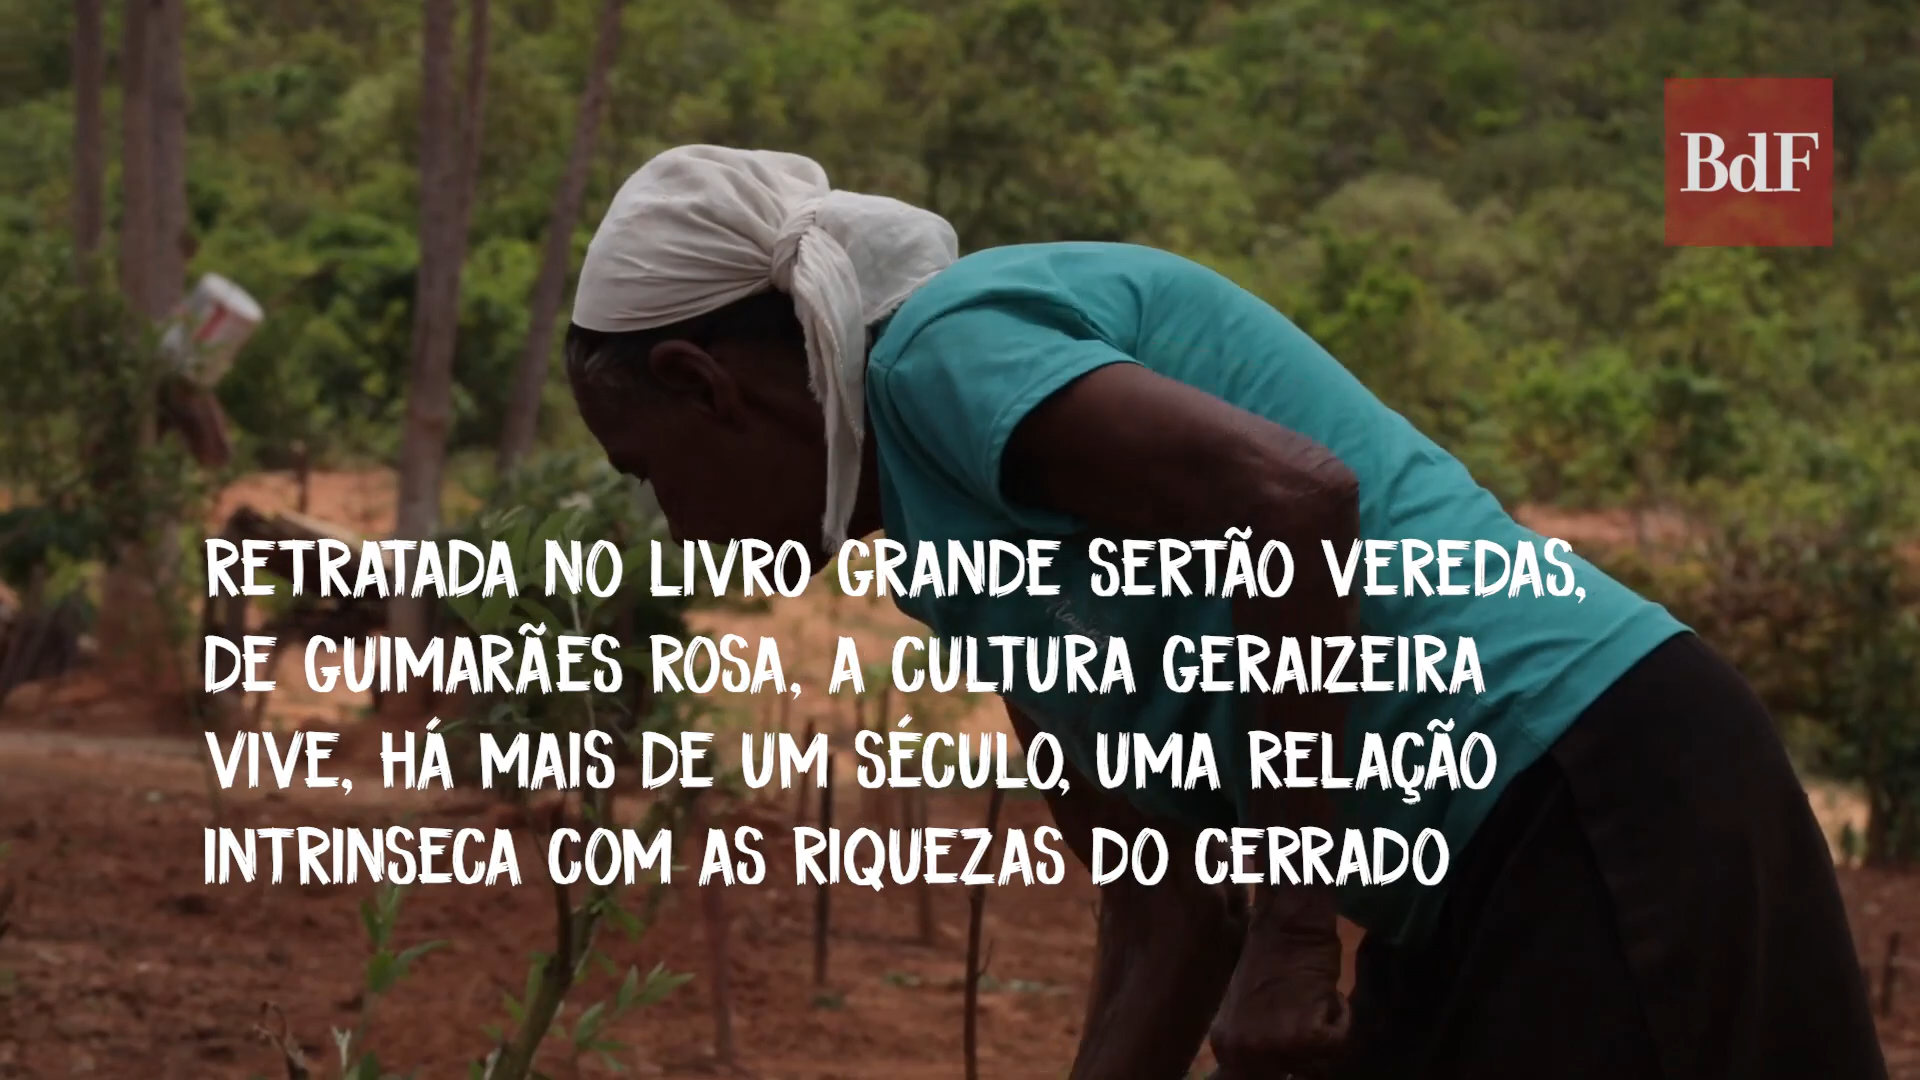 BdF
RETRATADA NO LIVRO GRANDE SERTÃO VEREDAS,
DE GUIMARÃES ROSA, A CULTURA GERAIZEIRA
VIVE, HÁ MAIS DE UM SÉCULO, UMA RELAÇÃO
INTRINSECA COM AS RIQUEZAS DO CERRADO